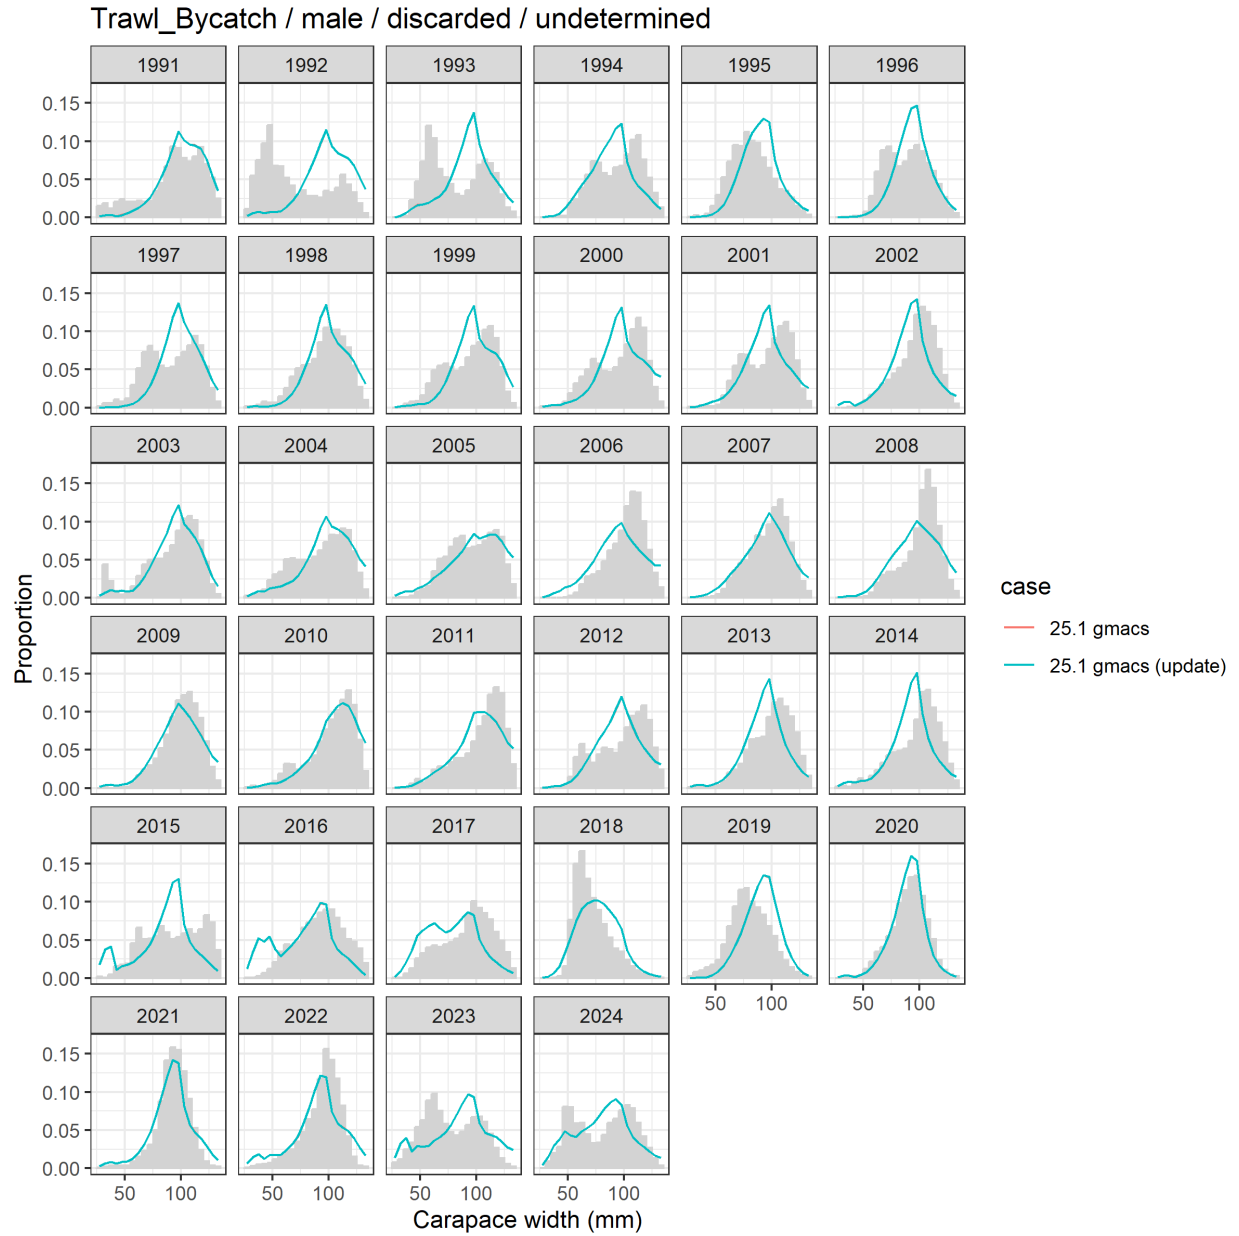 Trawl_Bycatch / male / discarded / undetermined
1991 1992 1993 1994 1995 1996
0.15
0.10
0.05
0.00
1997 1998 1999 2000 2001 2002
0.15
0.10
0.05
0.00
2003 2004 2005 2006 2007 2008
0.15
0.10
0.05
0.00
2009 2010 2011 2012 2013 2014
0.15
0.10
0.05
0.00
2015 2016 2017 2018 2019 2020
0.15
0.10
0.05
0.00
50 100 50 100
2021 2022 2023 2024
0.15
0.10
0.05
0.00
50 100 50 100 50 100 50 100
Carapace width (mm)
Proportion
case
25.1 gmacs
25.1 gmacs (update)